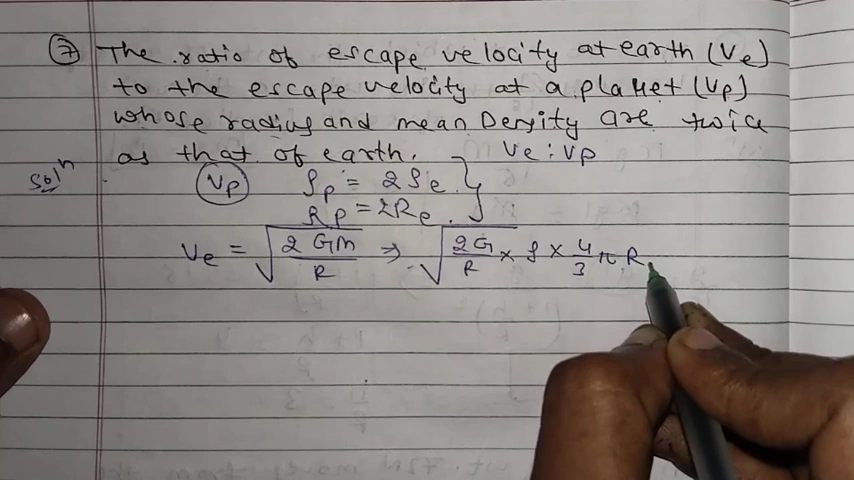 ⑦ The ratio of escape velocity at earth (Ve)
to the escape velocity at a planet (Vp)
whose radius and mean Density are twice
as that of earth. Ve : Vp
Solⁿ Vp ρp = 2ρe
Rp = 2Re
Ve = √(2GM/R) ⇒ √(2G/R × ρ × 4/3 π R